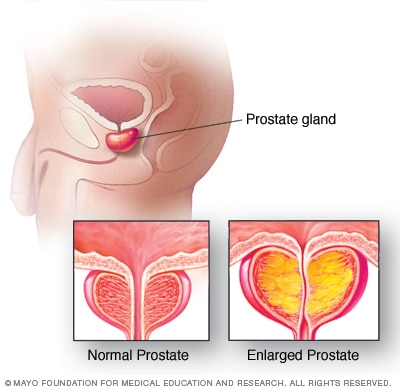 Prostate gland
Normal Prostate
Enlarged Prostate
© MAYO FOUNDATION FOR MEDICAL EDUCATION AND RESEARCH. ALL RIGHTS RESERVED.